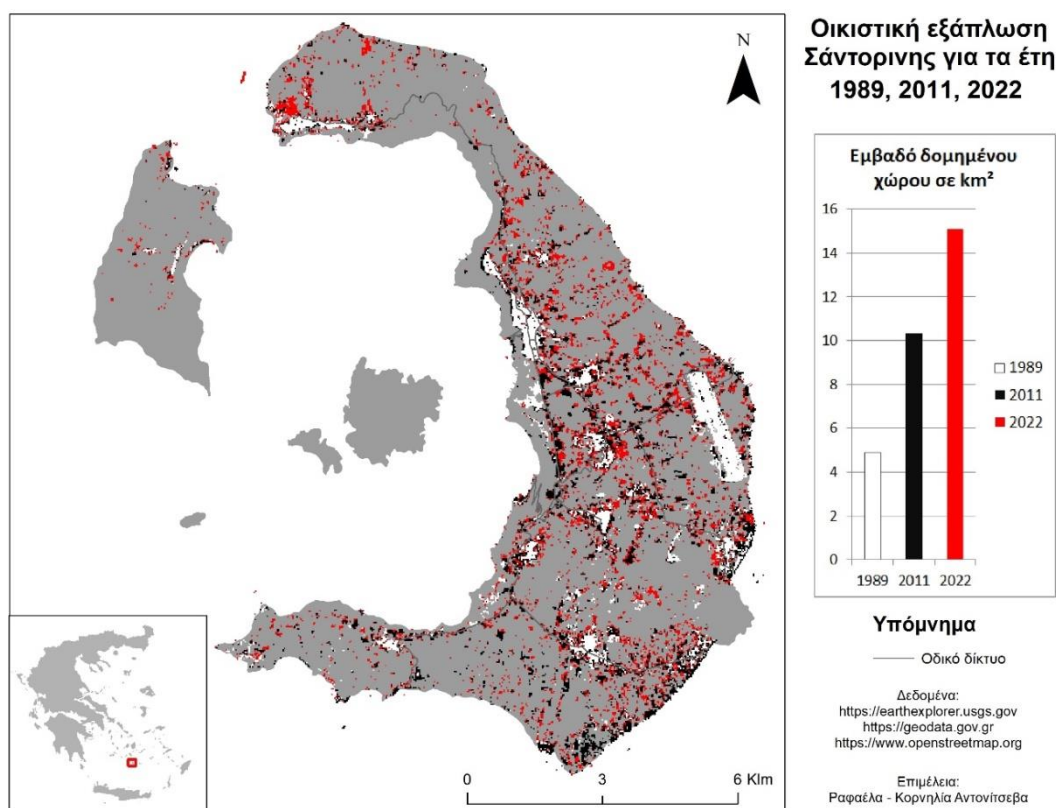 Οικιστική εξάπλωση
Σάντορινης για τα έτη
1989, 2011, 2022
N
Εμβαδό δομημένου
χώρου σε km²
16
14
12
10
8
6
4
2
0
1989 2011 2022
1989
2011
2022
Υπόμνημα
Οδικό δίκτυο
Δεδομένα:
https://earthexplorer.usgs.gov
https://geodata.gov.gr
https://www.openstreetmap.org
Επιμέλεια:
Ραφαέλα - Κορνηλία Αντονίτσεβα
0 3 6 Klm